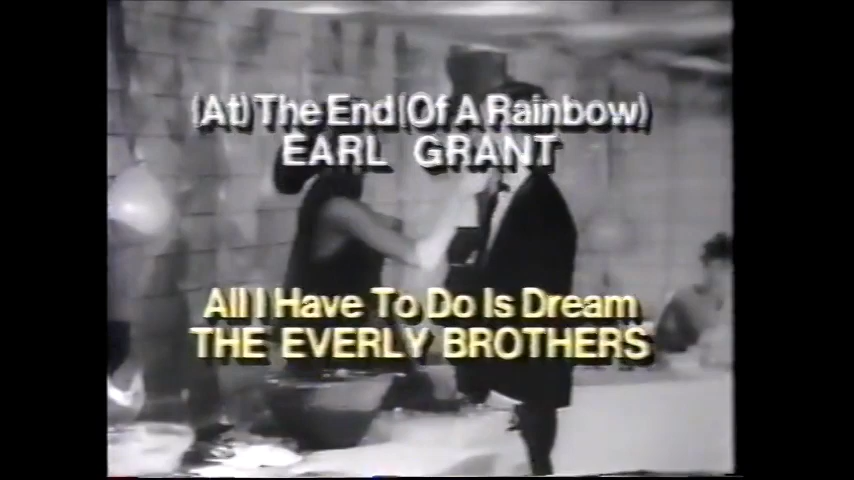 (At) The End (Of A Rainbow)
EARL GRANT
All I Have To Do Is Dream
THE EVERLY BROTHERS